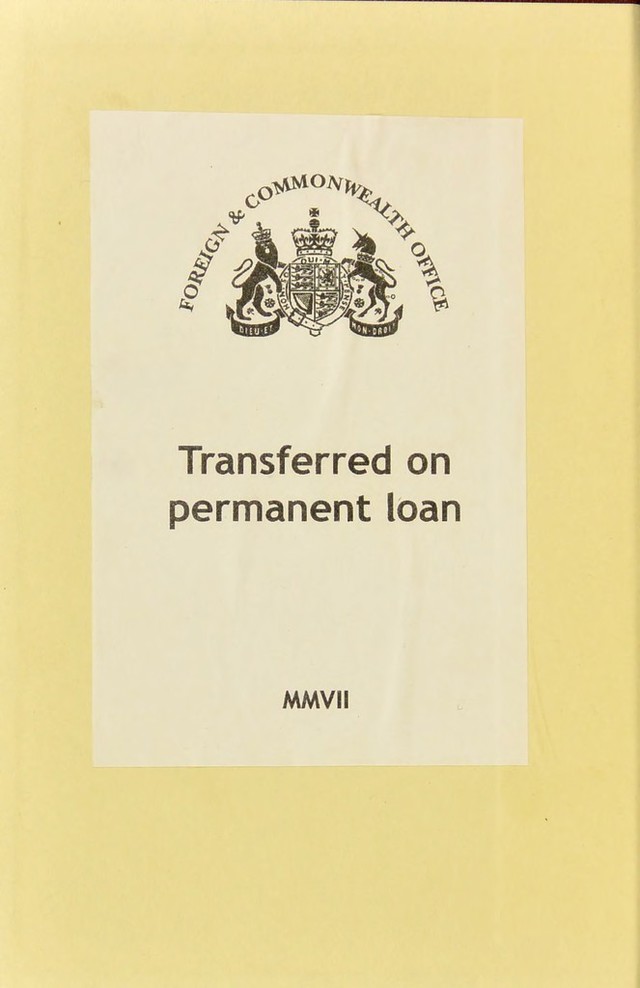 FOREIGN & COMMONWEALTH OFFICE
DIEU·ET
MON·DROIT
Transferred on
permanent loan
MMVII